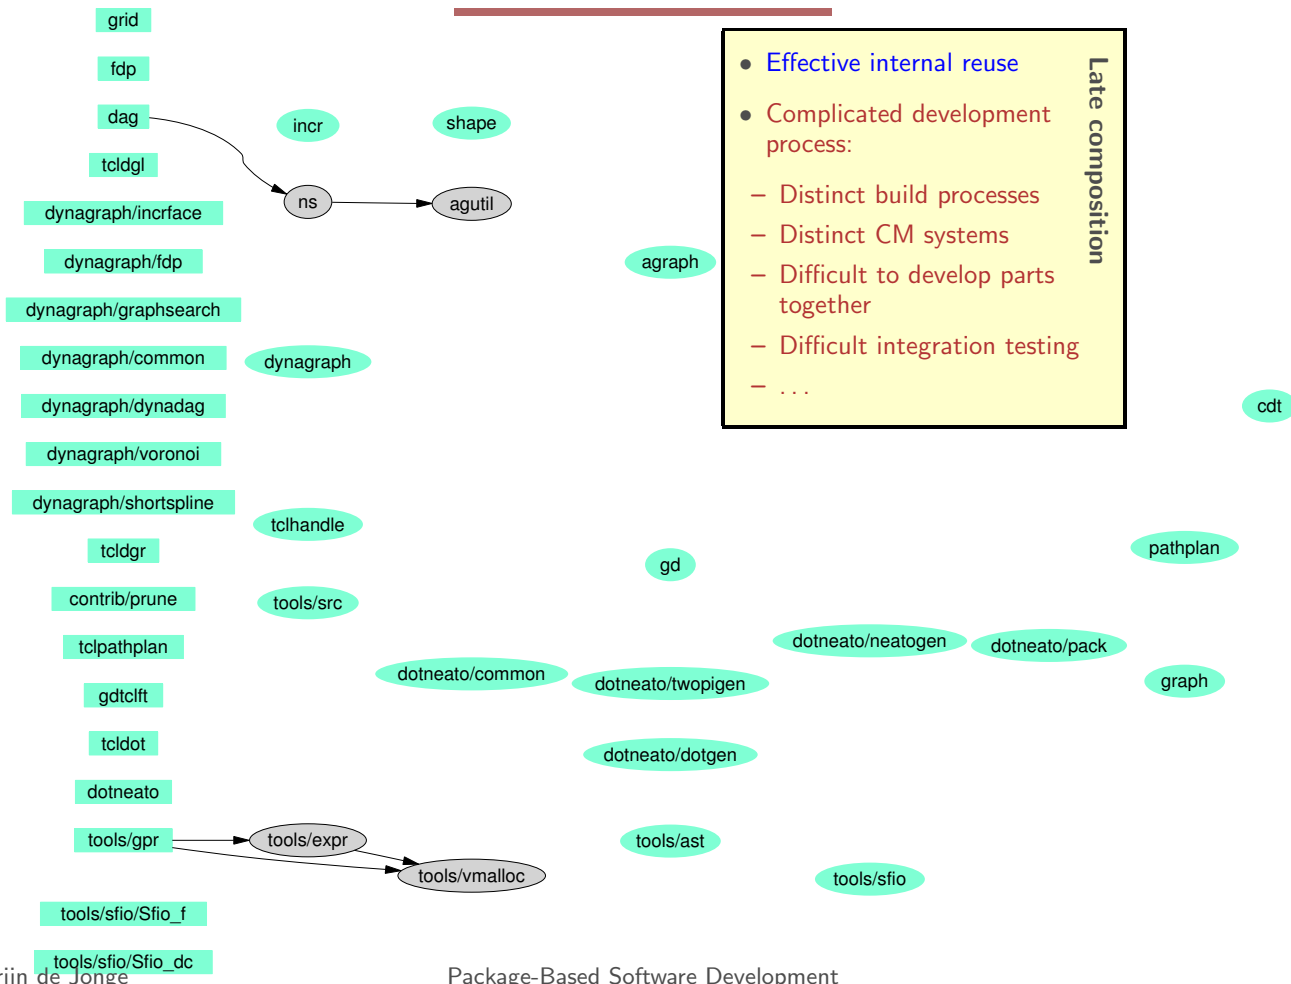 grid
fdp
dag
tcldgl
dynagraph/incrface
dynagraph/fdp
dynagraph/graphsearch
dynagraph/common
dynagraph/dynadag
dynagraph/voronoi
dynagraph/shortspline
tcldgr
contrib/prune
tclpathplan
gdtclft
tcldot
dotneato
tools/gpr
tools/sfio/Sfio_f
tools/sfio/Sfio_dc
incr
ns
dynagraph
tclhandle
tools/src
tools/expr
shape
agutil
dotneato/common
tools/vmalloc
agraph
gd
dotneato/twopigen
dotneato/dotgen
tools/ast
dotneato/neatogen
tools/sfio
dotneato/pack
pathplan
graph
cdt
Late composition
• Effective internal reuse
• Complicated development
process:
– Distinct build processes
– Distinct CM systems
– Difficult to develop parts
together
– Difficult integration testing
– . . .
rijn de Jonge
Package-Based Software Development